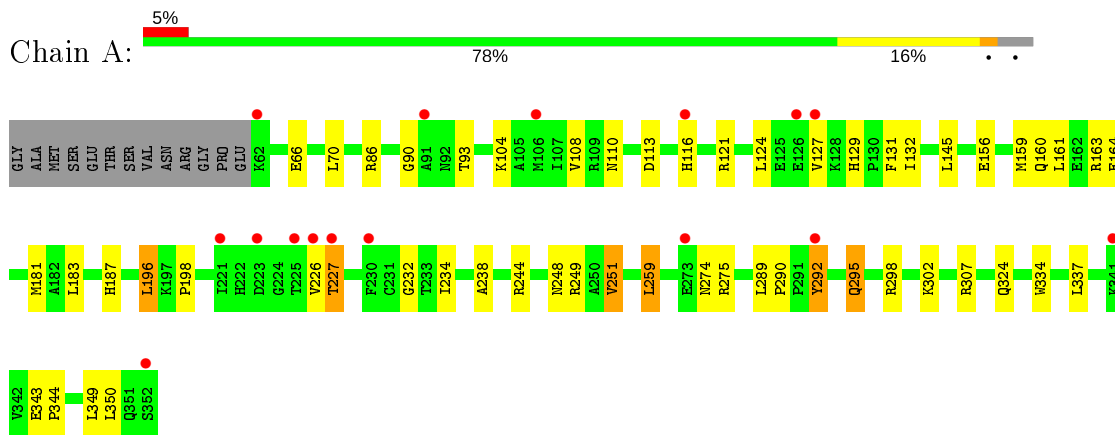 5%
Chain A:
78% 16% • •
GLY ALA MET SER GLU THR SER VAL ASN ARG GLY PRO GLU K62 E66 L70 R86 G90 A91 N92 T93 K104 A105 M106 I107 V108 R109 N110 D113 H116 R121 L124 E125 E126 V127 K128 H129 P130 F131 I132 L145 E156 M159 Q160 L161 E162 R163
M181 A182 L183 H187 L196 K197 P198 I221 H222 D223 G224 T225 V226 T227 F230 C231 G232 T233 I234 A238 R244 N248 R249 A250 V251 L259 E273 N274 R275 L289 P290 P291 Y292 Q295 R298 K302 R307 Q324 W334 L337 K341
V342 E343 P344 L349 L350 Q351 S352